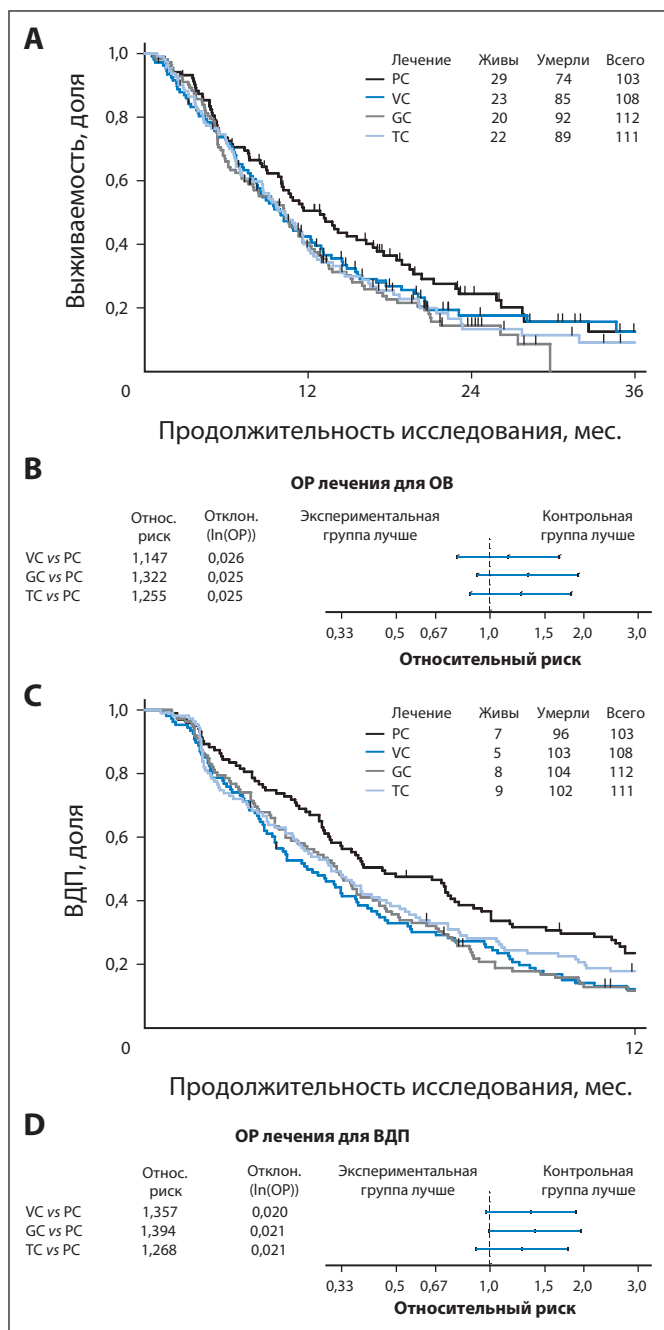 A
Лечение Живы Умерли Всего
PC 29 74 103
VC 23 85 108
GC 20 92 112
TC 22 89 111
Выживаемость, доля
1,0
0,8
0,6
0,4
0,2
0 12 24 36
Продолжительность исследования, мес.
B
ОР лечения для ОВ
Относ. риск Отклон. (ln(ОР)) Экспериментальная группа лучше Контрольная группа лучше
VC vs PC 1,147 0,026
GC vs PC 1,322 0,025
TC vs PC 1,255 0,025
0,33 0,5 0,67 1,0 1,5 2,0 3,0
Относительный риск
C
Лечение Живы Умерли Всего
PC 7 96 103
VC 5 103 108
GC 8 104 112
TC 9 102 111
ВДП, доля
1,0
0,8
0,6
0,4
0,2
0 12
Продолжительность исследования, мес.
D
ОР лечения для ВДП
Относ. риск Отклон. (ln(ОР)) Экспериментальная группа лучше Контрольная группа лучше
VC vs PC 1,357 0,020
GC vs PC 1,394 0,021
TC vs PC 1,268 0,021
0,33 0,5 0,67 1,0 1,5 2,0 3,0
Относительный риск